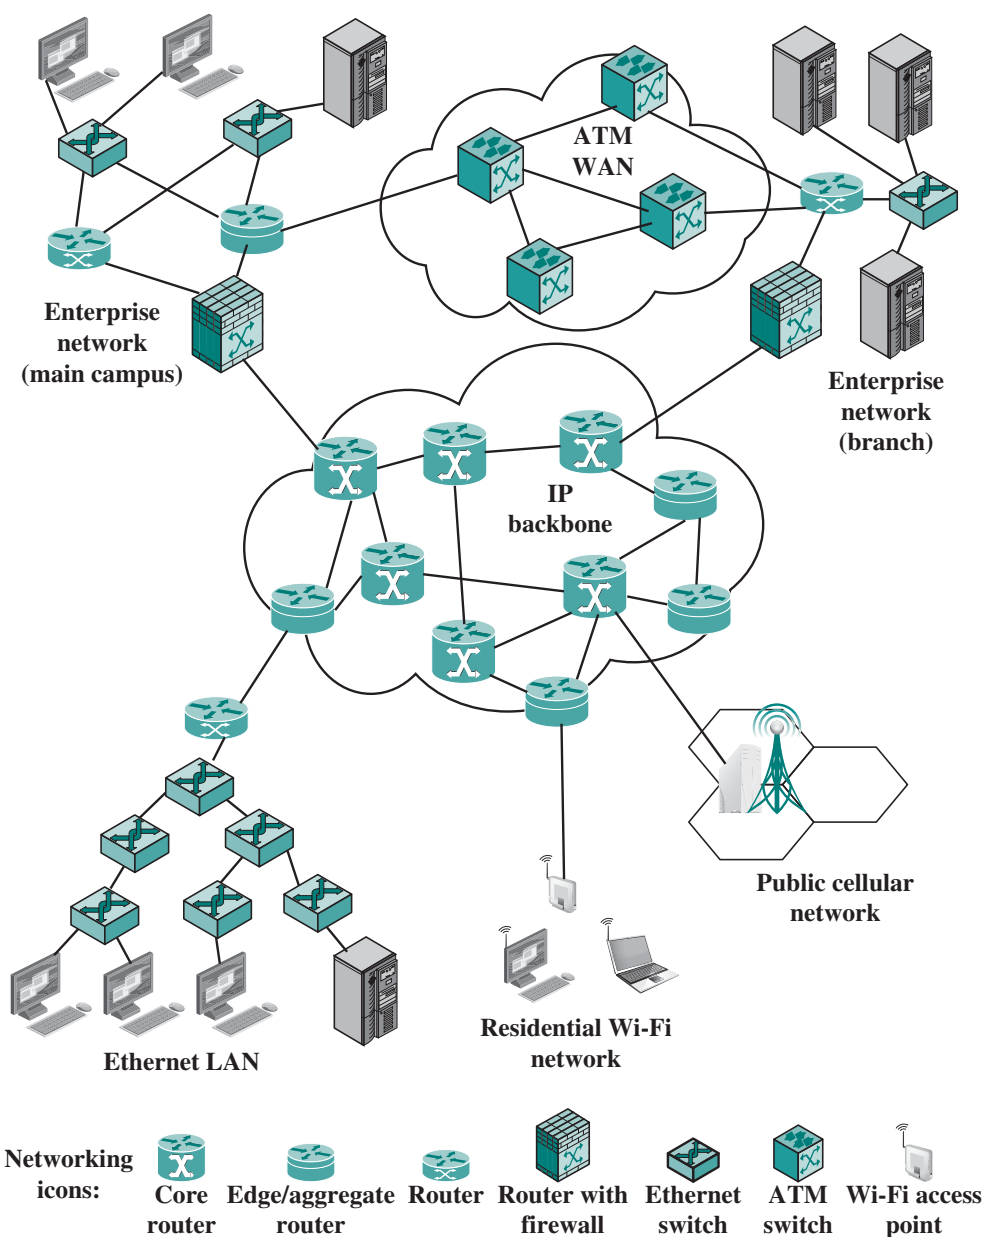 ATM
WAN
Enterprise
network
(main campus)
Enterprise
network
(branch)
IP
backbone
Public cellular
network
Residential Wi-Fi
network
Ethernet LAN
Networking
icons:
Core
router
Edge/aggregate
router
Router
Router with
firewall
Ethernet
switch
ATM
switch
Wi-Fi access
point